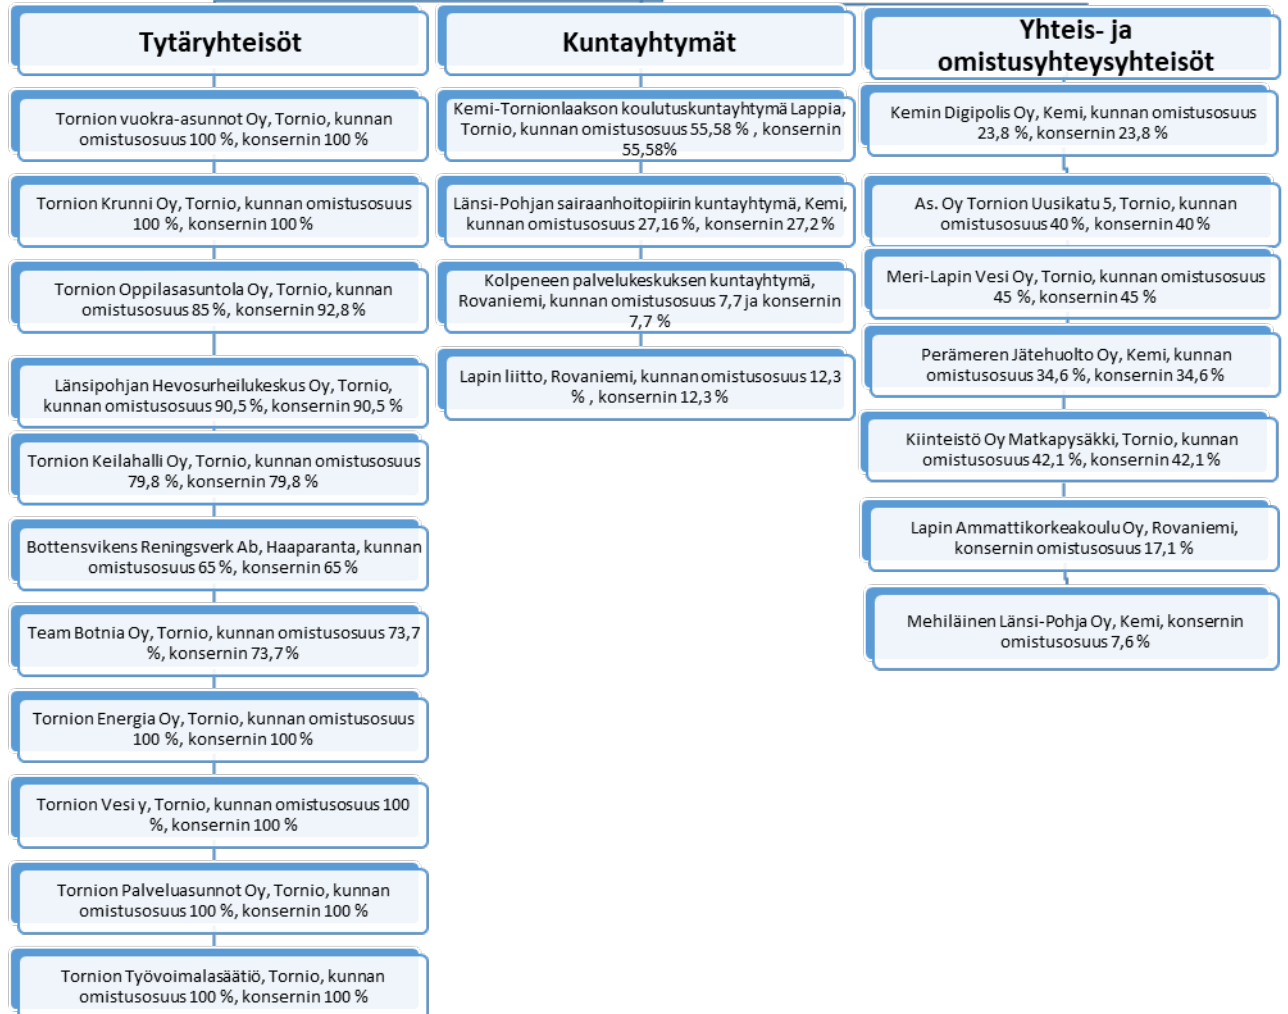 Tytäryhteisöt
Tornion vuokra-asunnot Oy, Tornio, kunnan
omistusosuus 100 %, konsernin 100 %
Tornion Krunni Oy, Tornio, kunnan omistusosuus
100 %, konsernin 100 %
Tornion Oppilasasuntola Oy, Tornio, kunnan
omistusosuus 85 %, konsernin 92,8 %
Länsipohjan Hevosurheilukeskus Oy, Tornio,
kunnan omistusosuus 90,5 %, konsernin 90,5 %
Tornion Keilahalli Oy, Tornio, kunnan omistusosuus
79,8 %, konsernin 79,8 %
Bottensvikens Reningsverk Ab, Haaparanta, kunnan
omistusosuus 65 %, konsernin 65 %
Team Botnia Oy, Tornio, kunnan omistusosuus 73,7
%, konsernin 73,7 %
Tornion Energia Oy, Tornio, kunnan omistusosuus
100 %, konsernin 100 %
Tornion Vesi y, Tornio, kunnan omistusosuus 100
%, konsernin 100 %
Tornion Palveluasunnot Oy, Tornio, kunnan
omistusosuus 100 %, konsernin 100 %
Tornion Työvoimalasäätiö, Tornio, kunnan
omistusosuus 100 %, konsernin 100 %
Kuntayhtymät
Kemi-Tornionlaakson koulutuskuntayhtymä Lappia,
Tornio, kunnan omistusosuus 55,58 % , konsernin
55,58%
Länsi-Pohjan sairaanhoitopiirin kuntayhtymä, Kemi,
kunnan omistusosuus 27,16 %, konsernin 27,2 %
Kolpeneen palvelukeskuksen kuntayhtymä,
Rovaniemi, kunnan omistusosuus 7,7 ja konsernin
7,7 %
Lapin liitto, Rovaniemi, kunnan omistusosuus 12,3
% , konsernin 12,3 %
Yhteis- ja
omistusyhteysyhteisöt
Kemin Digipolis Oy, Kemi, kunnan omistusosuus
23,8 %, konsernin 23,8 %
As. Oy Tornion Uusikatu 5, Tornio, kunnan
omistusosuus 40 %, konsernin 40 %
Meri-Lapin Vesi Oy, Tornio, kunnan omistusosuus
45 %, konsernin 45 %
Perämeren Jätehuolto Oy, Kemi, kunnan
omistusosuus 34,6 %, konsernin 34,6 %
Kiinteistö Oy Matkapysäkki, Tornio, kunnan
omistusosuus 42,1 %, konsernin 42,1 %
Lapin Ammattikorkeakoulu Oy, Rovaniemi,
konsernin omistusosuus 17,1 %
Mehiläinen Länsi-Pohja Oy, Kemi, konsernin
omistusosuus 7,6 %